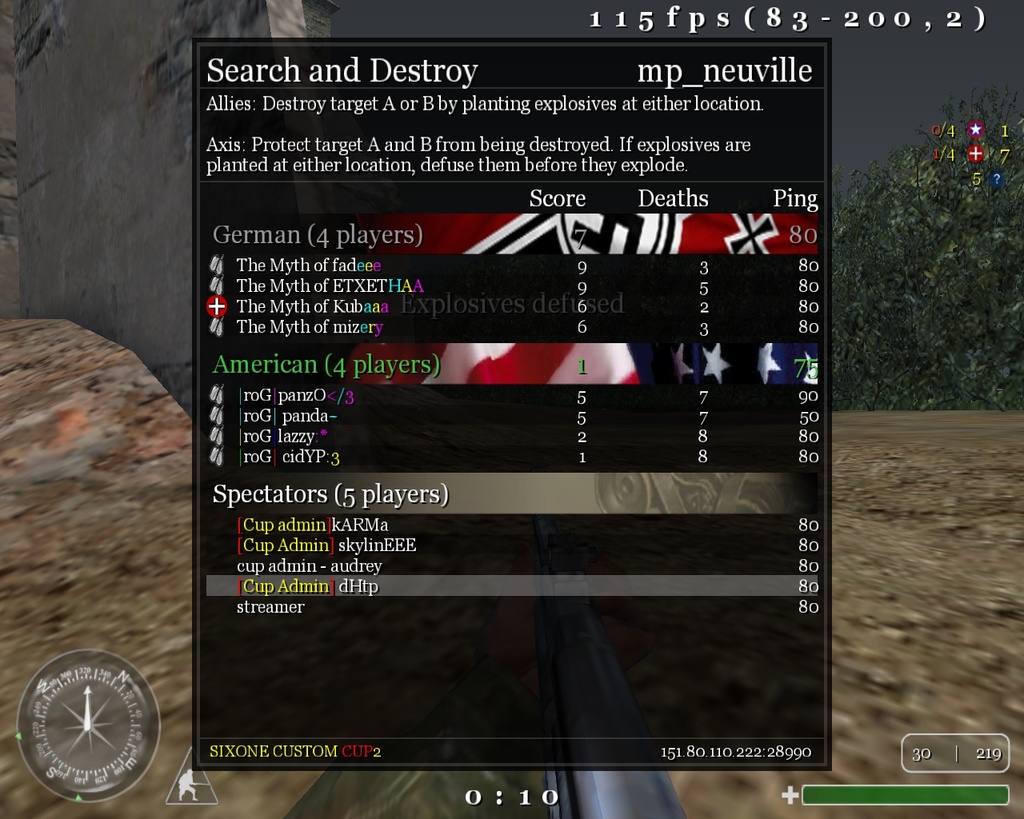 115fps(83-200,2)
Search and Destroy mp_neuville
Allies: Destroy target A or B by planting explosives at either location.
Axis: Protect target A and B from being destroyed. If explosives are
planted at either location, defuse them before they explode.
0/4 1
1/4 7
5 ?
Score Deaths Ping
German (4 players) 7 80
The Myth of fadeee 9 3 80
The Myth of ETXETHAA 9 5 80
The Myth of Kubaaa 6 2 80
Explosives defused
The Myth of mizery 6 3 80
American (4 players) 1 75
|roG|panzO</3 5 7 90
|roG| panda~ 5 7 50
|roG|lazzy:* 2 8 80
|roG| cidYP:3 1 8 80
Spectators (5 players)
[Cup admin]kARMa 80
[Cup Admin] skylinEEE 80
cup admin - audrey 80
[Cup Admin] dHtp 80
streamer 80
SIXONE CUSTOM CUP2 151.80.110.222:28990
30 | 219
0:10